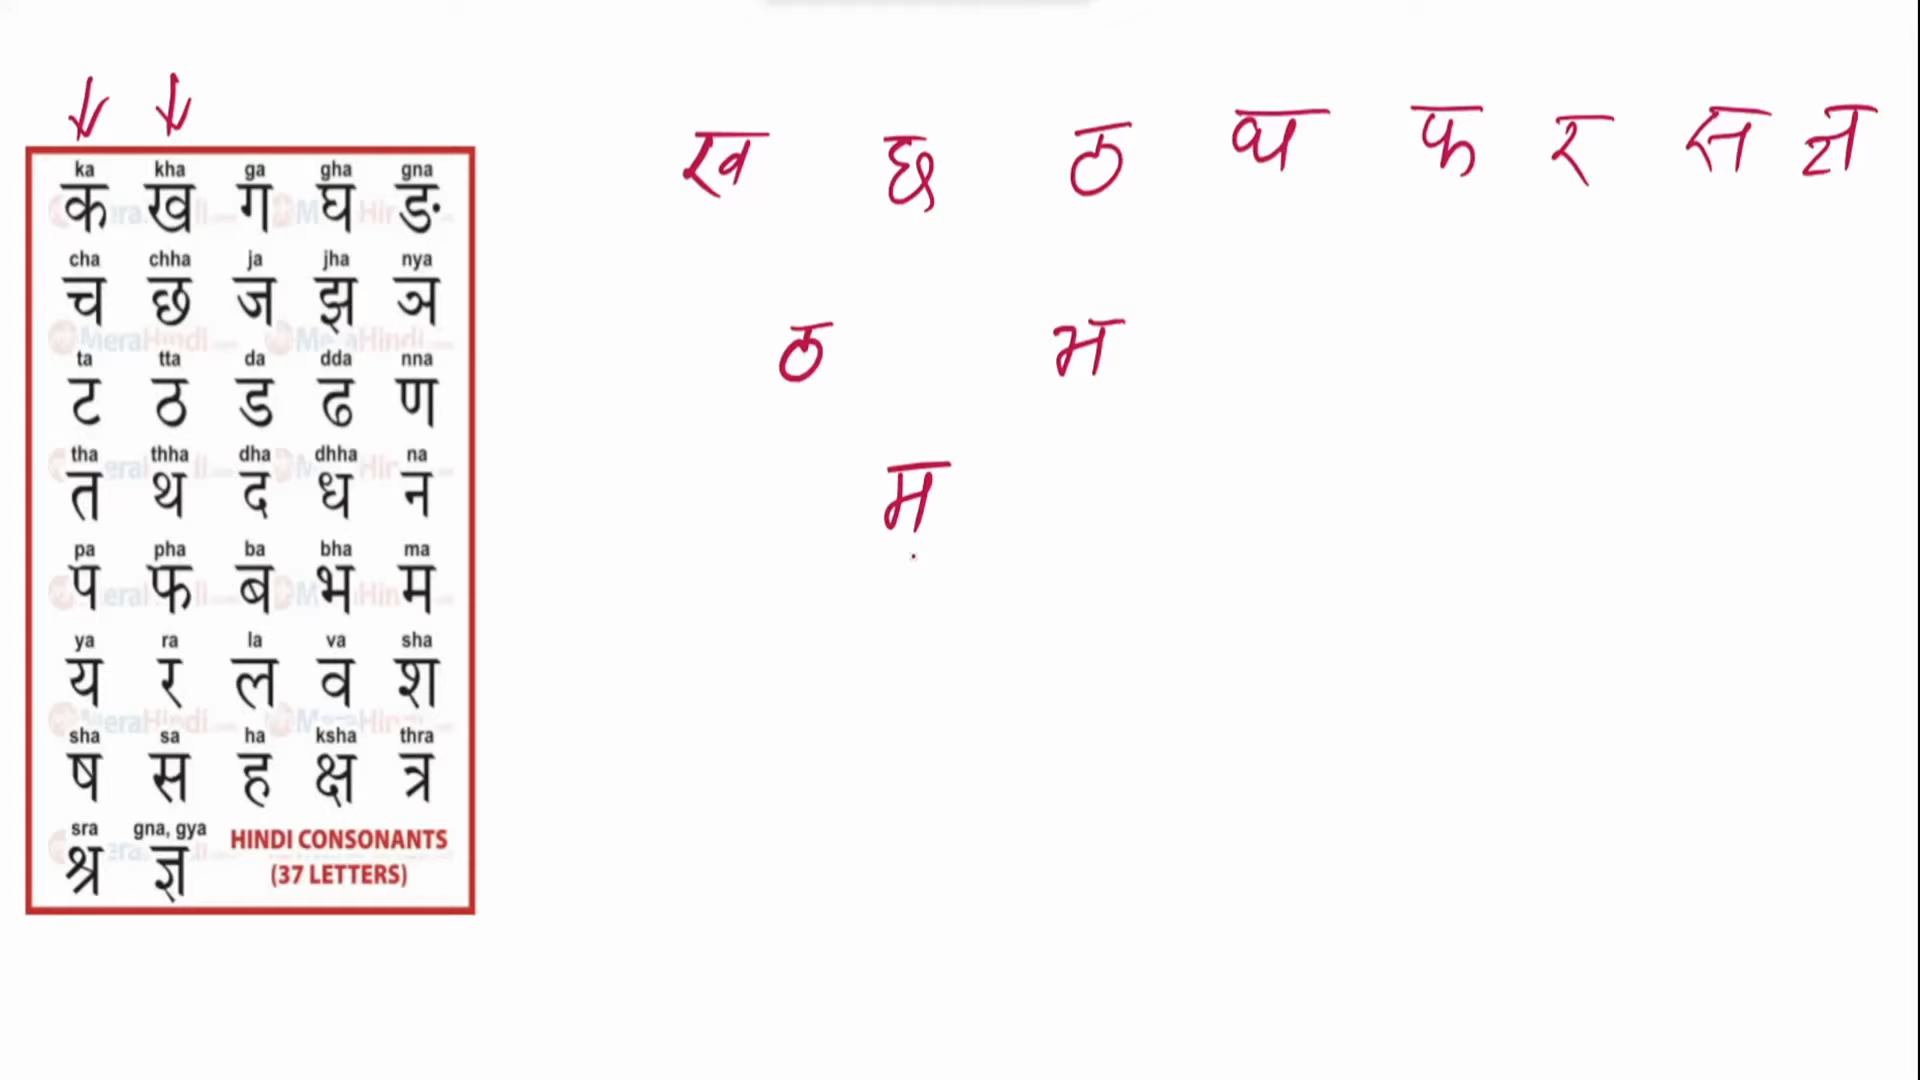 ख छ ठ थ फ र स ज्ञ
ठ भ
म
ka kha ga gha gna
क ख ग घ ङ
cha chha ja jha nya
च छ ज झ ञ
ta tta da dda nna
ट ठ ड ढ ण
tha thha dha dhha na
त थ द ध न
pa pha ba bha ma
प फ ब भ म
ya ra la va sha
य र ल व श
sha sa ha ksha thra
ष स ह क्ष त्र
sra gna, gya
श्र ज्ञ
HINDI CONSONANTS
(37 LETTERS)
MeraHindi